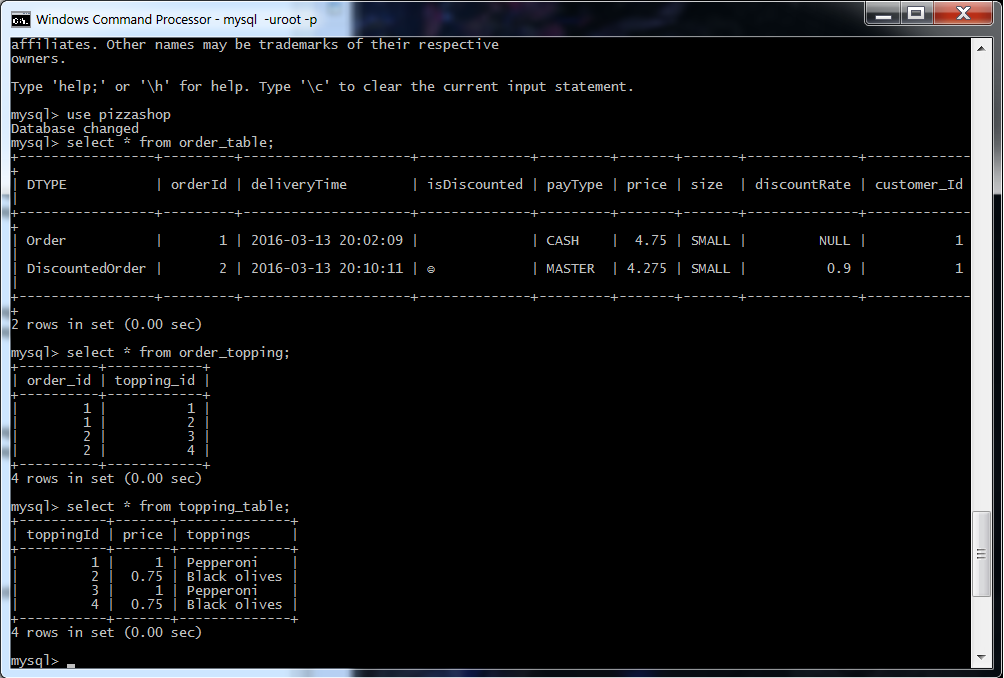 Windows Command Processor - mysql  -uroot -p
affiliates. Other names may be trademarks of their respective
owners.
Type 'help;' or '\h' for help. Type '\c' to clear the current input statement.
mysql> use pizzashop
Database changed
mysql> select * from order_table;
+-----------------+---------+---------------------+--------------+---------+-------+-------+--------------+-------------
+
| DTYPE           | orderId | deliveryTime        | isDiscounted | payType | price | size  | discountRate | customer_Id
|
+-----------------+---------+---------------------+--------------+---------+-------+-------+--------------+-------------
+
| Order           |       1 | 2016-03-13 20:02:09 |              | CASH    |  4.75 | SMALL |         NULL |           1
|
| DiscountedOrder |       2 | 2016-03-13 20:10:11 | ☺            | MASTER  | 4.275 | SMALL |          0.9 |           1
|
+-----------------+---------+---------------------+--------------+---------+-------+-------+--------------+-------------
+
2 rows in set (0.00 sec)
mysql> select * from order_topping;
+----------+------------+
| order_id | topping_id |
+----------+------------+
|        1 |          1 |
|        1 |          2 |
|        2 |          3 |
|        2 |          4 |
+----------+------------+
4 rows in set (0.00 sec)
mysql> select * from topping_table;
+-----------+-------+--------------+
| toppingId | price | toppings     |
+-----------+-------+--------------+
|         1 |     1 | Pepperoni    |
|         2 |  0.75 | Black olives |
|         3 |     1 | Pepperoni    |
|         4 |  0.75 | Black olives |
+-----------+-------+--------------+
4 rows in set (0.00 sec)
mysql> _